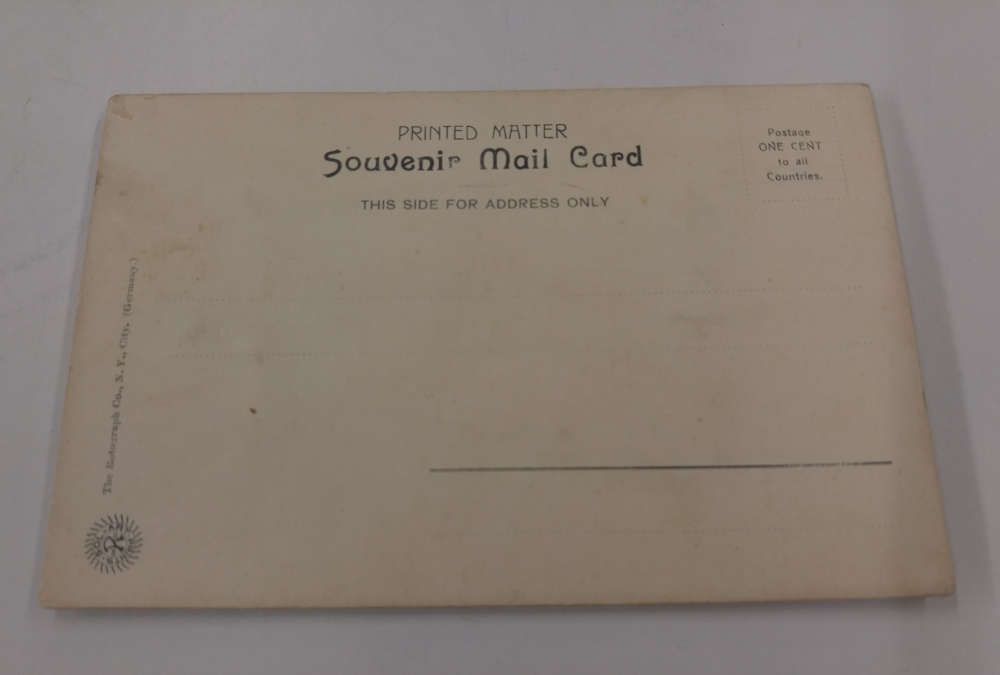 PRINTED MATTER
Souvenir Mail Card
THIS SIDE FOR ADDRESS ONLY
Postage
ONE CENT
to all
Countries.
The Rotograph Co., N. Y., City. (Germany.)
R